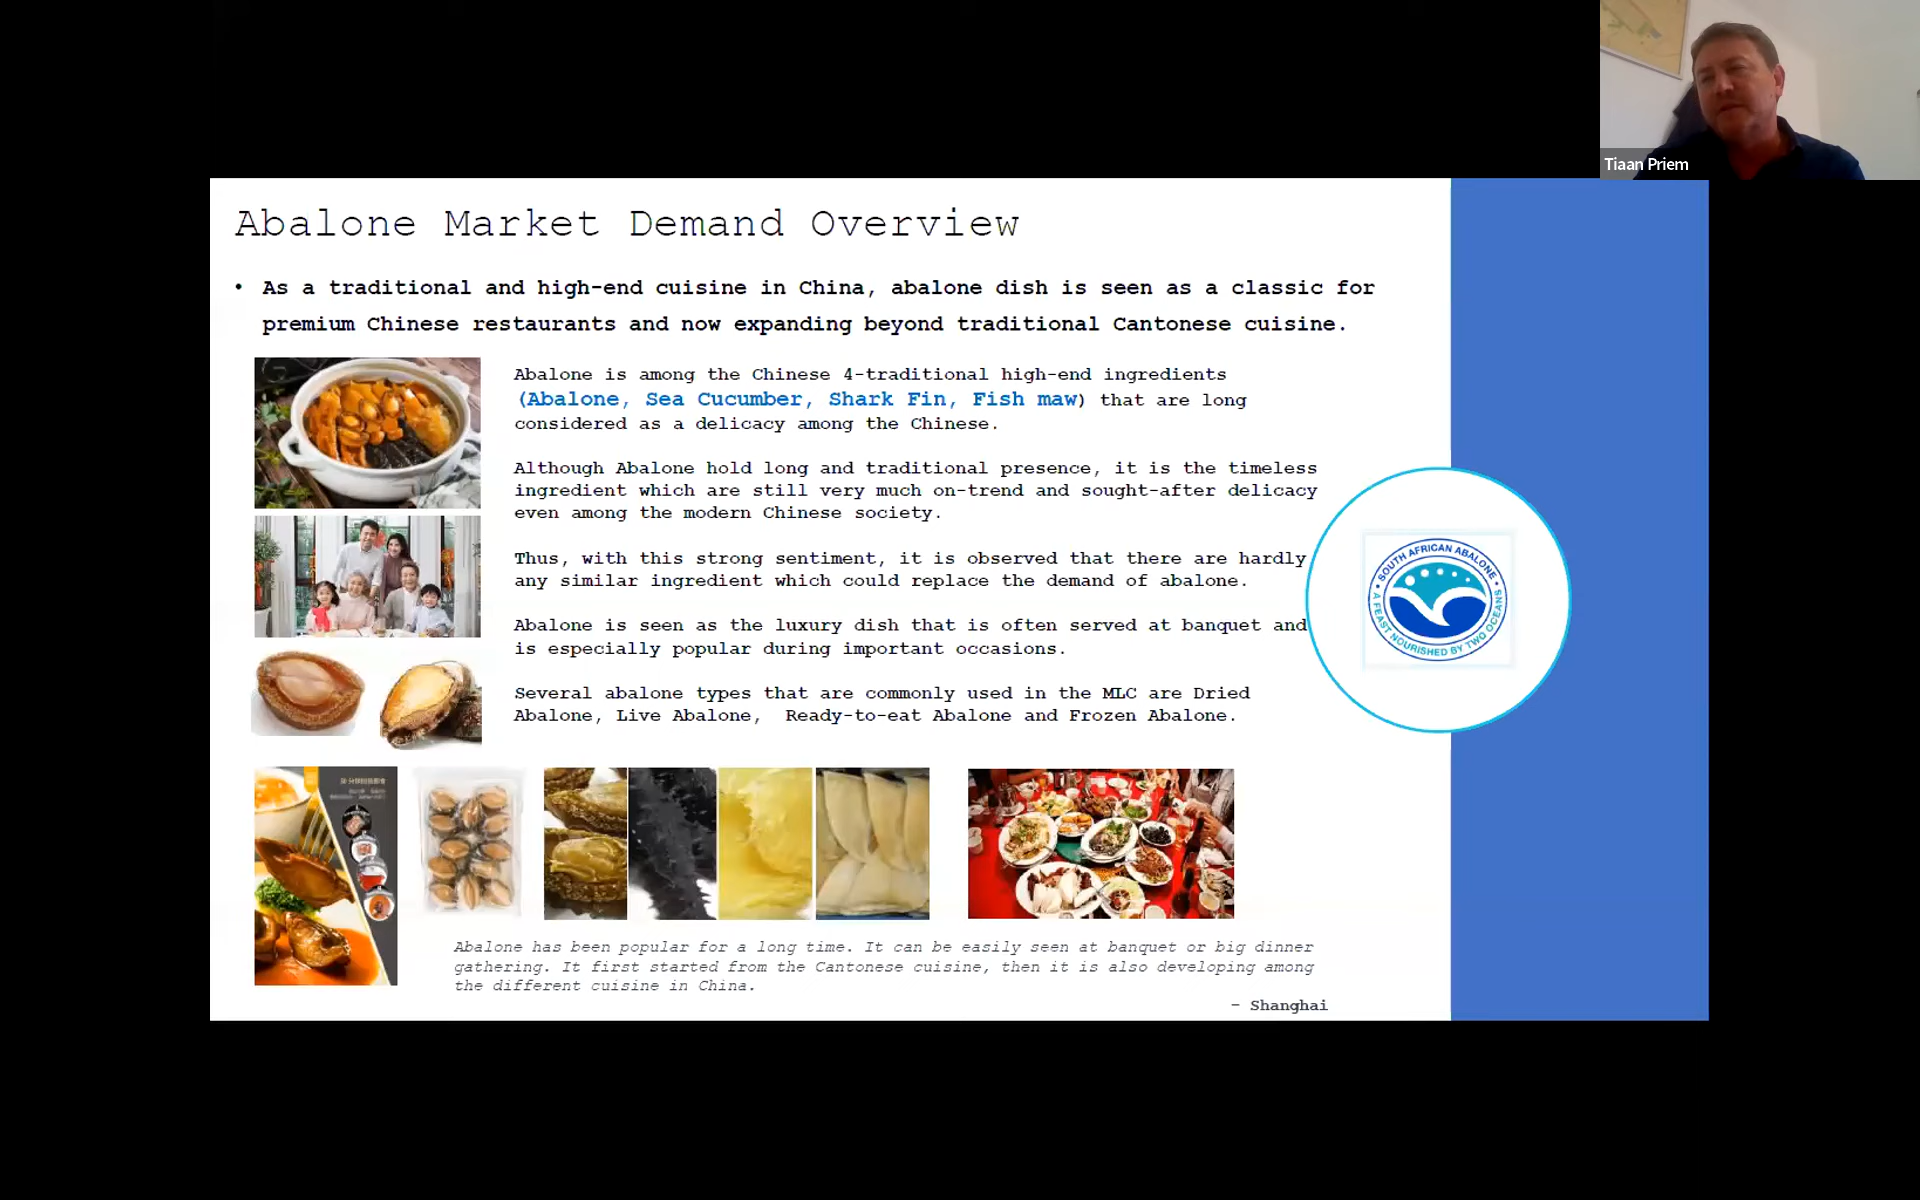 Tiaan Priem
Abalone Market Demand Overview
• As a traditional and high-end cuisine in China, abalone dish is seen as a classic for
premium Chinese restaurants and now expanding beyond traditional Cantonese cuisine.
Abalone is among the Chinese 4-traditional high-end ingredients
(Abalone, Sea Cucumber, Shark Fin, Fish maw) that are long
considered as a delicacy among the Chinese.
Although Abalone hold long and traditional presence, it is the timeless
ingredient which are still very much on-trend and sought-after delicacy
even among the modern Chinese society.
Thus, with this strong sentiment, it is observed that there are hardly
any similar ingredient which could replace the demand of abalone.
Abalone is seen as the luxury dish that is often served at banquet and
is especially popular during important occasions.
Several abalone types that are commonly used in the MLC are Dried
Abalone, Live Abalone, Ready-to-eat Abalone and Frozen Abalone.
• SOUTH AFRICAN ABALONE •
A FEAST NOURISHED BY TWO OCEANS
Abalone has been popular for a long time. It can be easily seen at banquet or big dinner
gathering. It first started from the Cantonese cuisine, then it is also developing among
the different cuisine in China.
- Shanghai